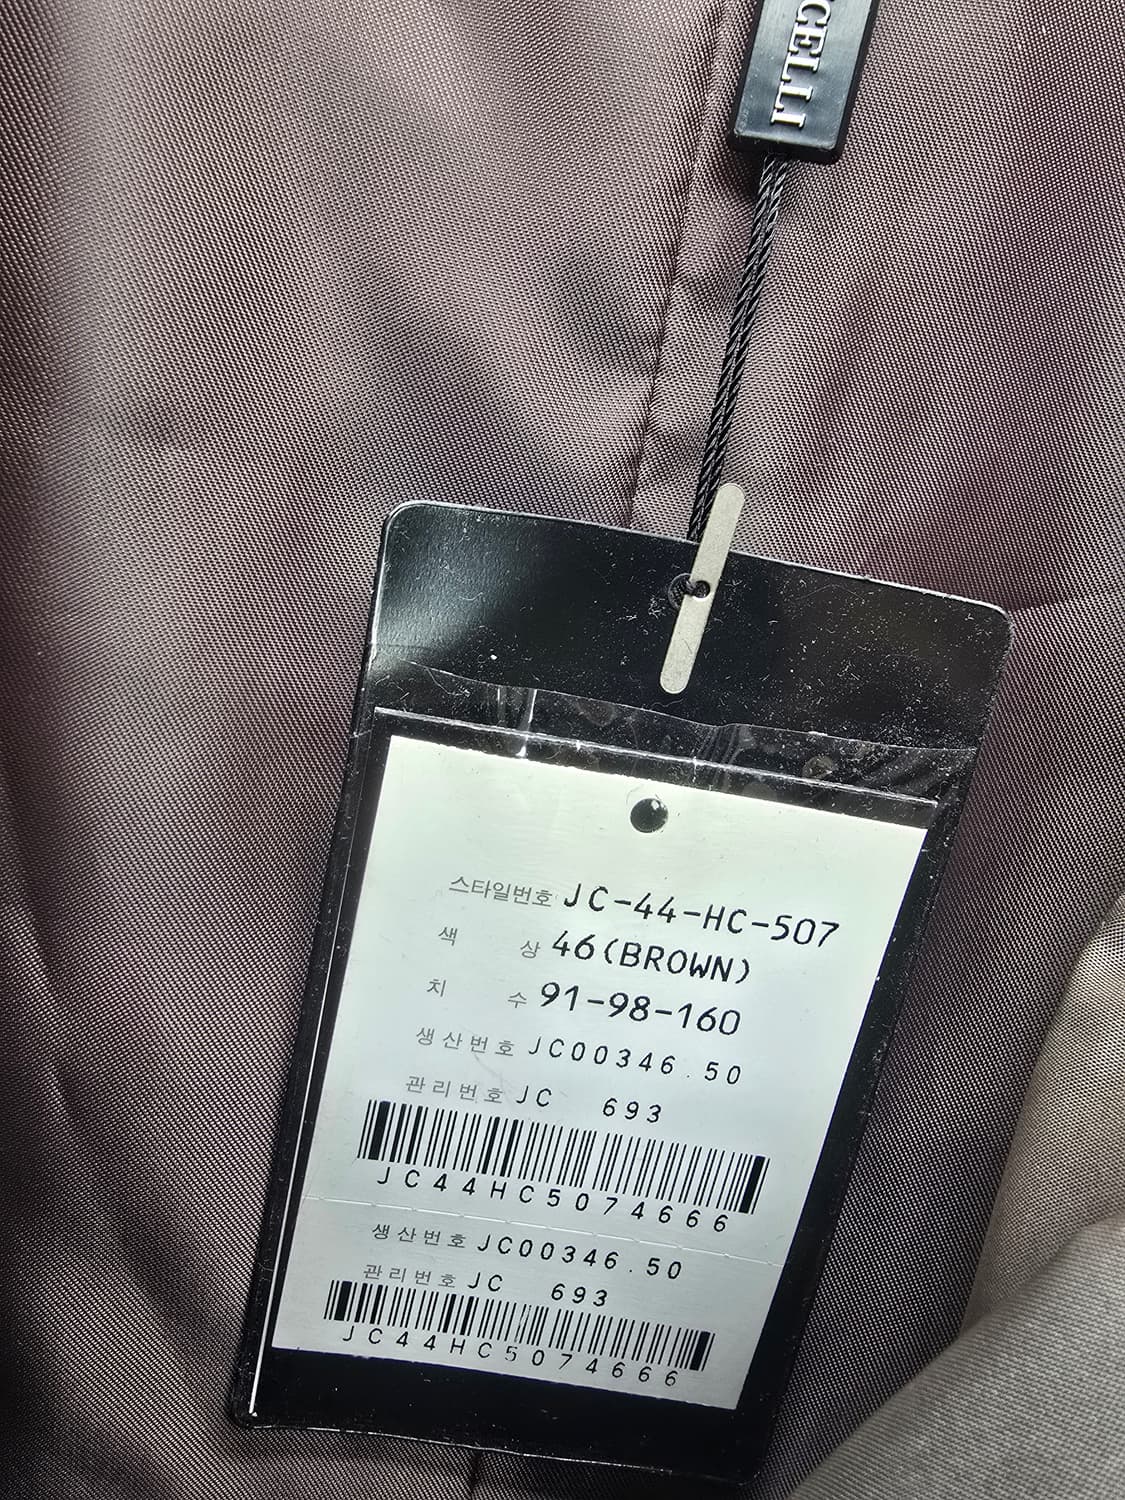 CELLI
스타일번호 JC-44-HC-507
색 상 46(BROWN)
치 수 91-98-160
생산번호 JC00346.50
관리번호 JC 693
JC44HC5074666
생산번호 JC00346.50
관리번호 JC 693
JC44HC5074666